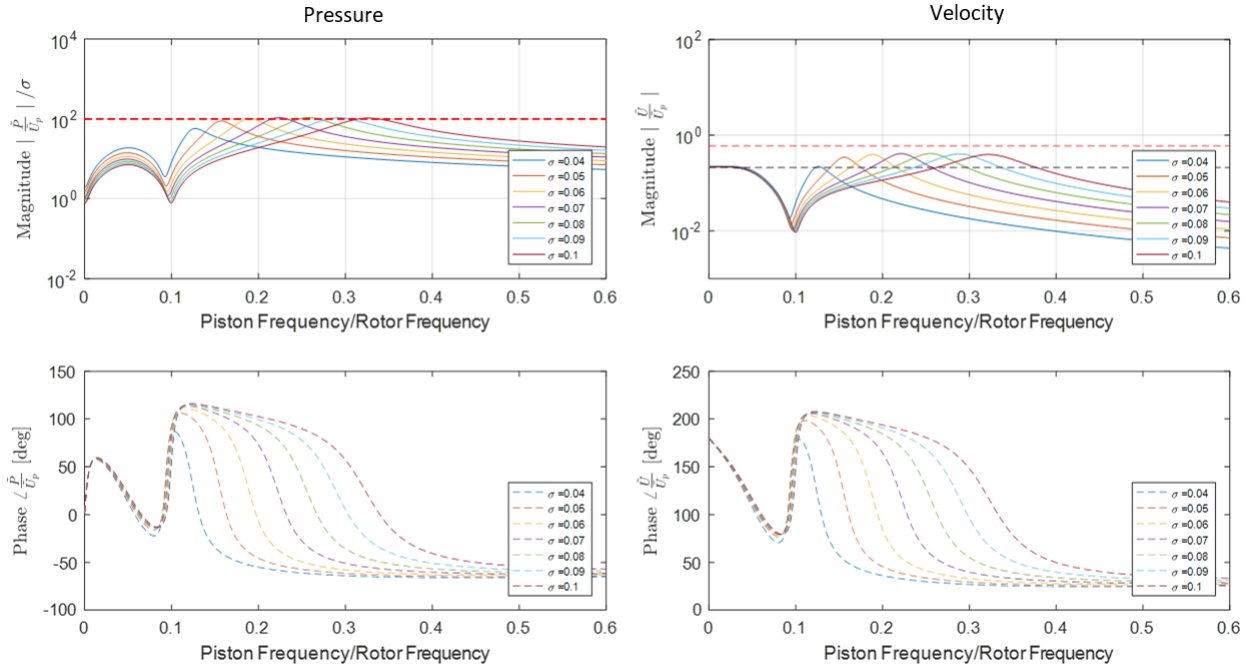 Pressure
Velocity
10^4
10^2
10^0
10^-2
Magnitude | P̂/Û_p | /σ
0 0.1 0.2 0.3 0.4 0.5 0.6
Piston Frequency/Rotor Frequency
σ =0.04
σ =0.05
σ =0.06
σ =0.07
σ =0.08
σ =0.09
σ =0.1
10^2
10^0
10^-2
Magnitude | Û/Û_p |
0 0.1 0.2 0.3 0.4 0.5 0.6
Piston Frequency/Rotor Frequency
σ =0.04
σ =0.05
σ =0.06
σ =0.07
σ =0.08
σ =0.09
σ =0.1
150
100
50
0
-50
-100
Phase ∠ P̂/Û_p [deg]
0 0.1 0.2 0.3 0.4 0.5 0.6
Piston Frequency/Rotor Frequency
σ =0.04
σ =0.05
σ =0.06
σ =0.07
σ =0.08
σ =0.09
σ =0.1
250
200
150
100
50
0
Phase ∠ Û/Û_p [deg]
0 0.1 0.2 0.3 0.4 0.5 0.6
Piston Frequency/Rotor Frequency
σ =0.04
σ =0.05
σ =0.06
σ =0.07
σ =0.08
σ =0.09
σ =0.1